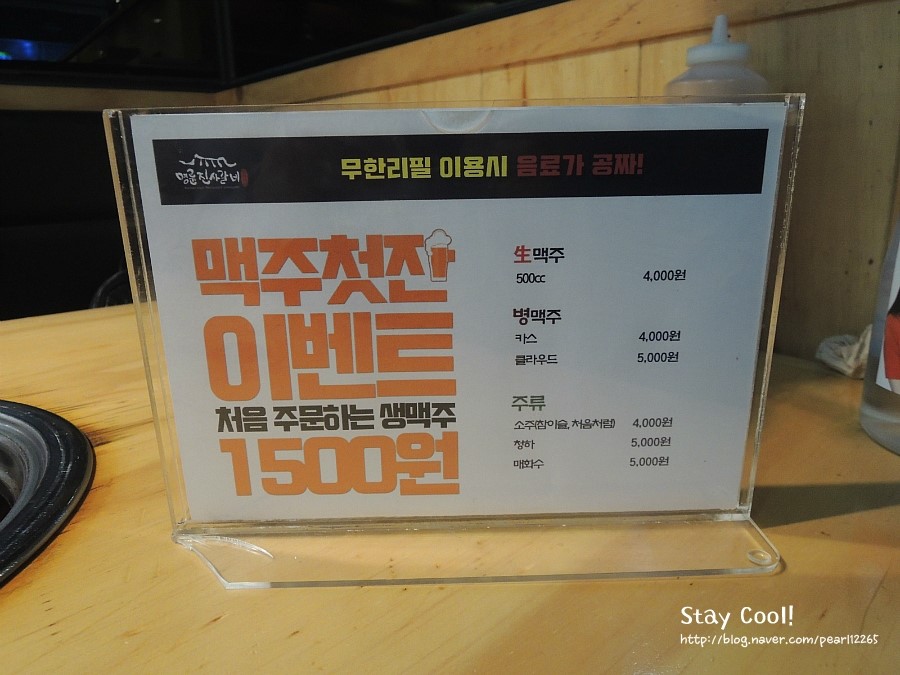 명륜진사갈비
무한리필 이용시 음료가 공짜!
맥주첫잔
이벤트
처음 주문하는 생맥주
1500원
生맥주
500cc 4,000원
병맥주
카스 4,000원
클라우드 5,000원
주류
소주(참이슬, 처음처럼) 4,000원
청하 5,000원
매화수 5,000원
Stay Cool!
http://blog.naver.com/pearl12265